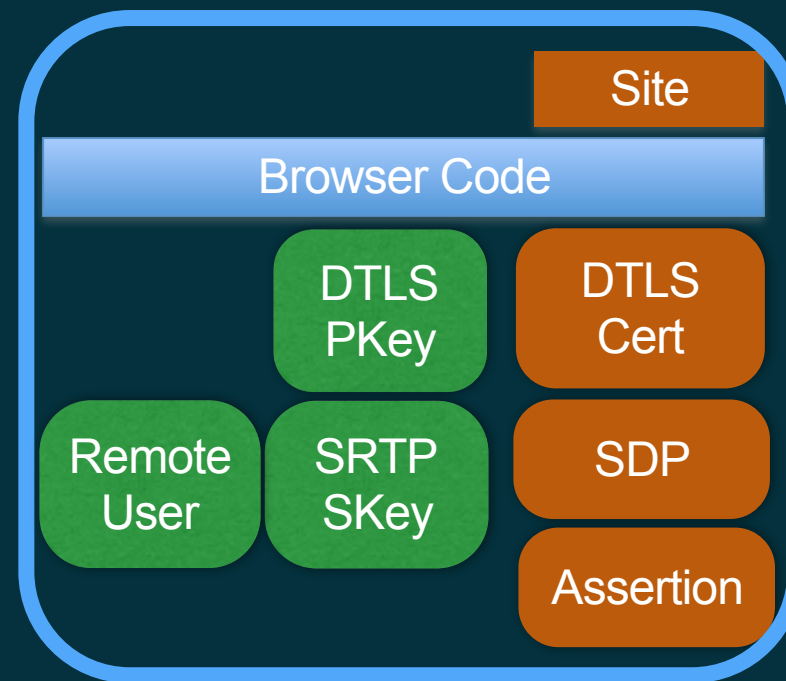 Site
Browser Code
DTLS
PKey
DTLS
Cert
Remote
User
SRTP
SKey
SDP
Assertion